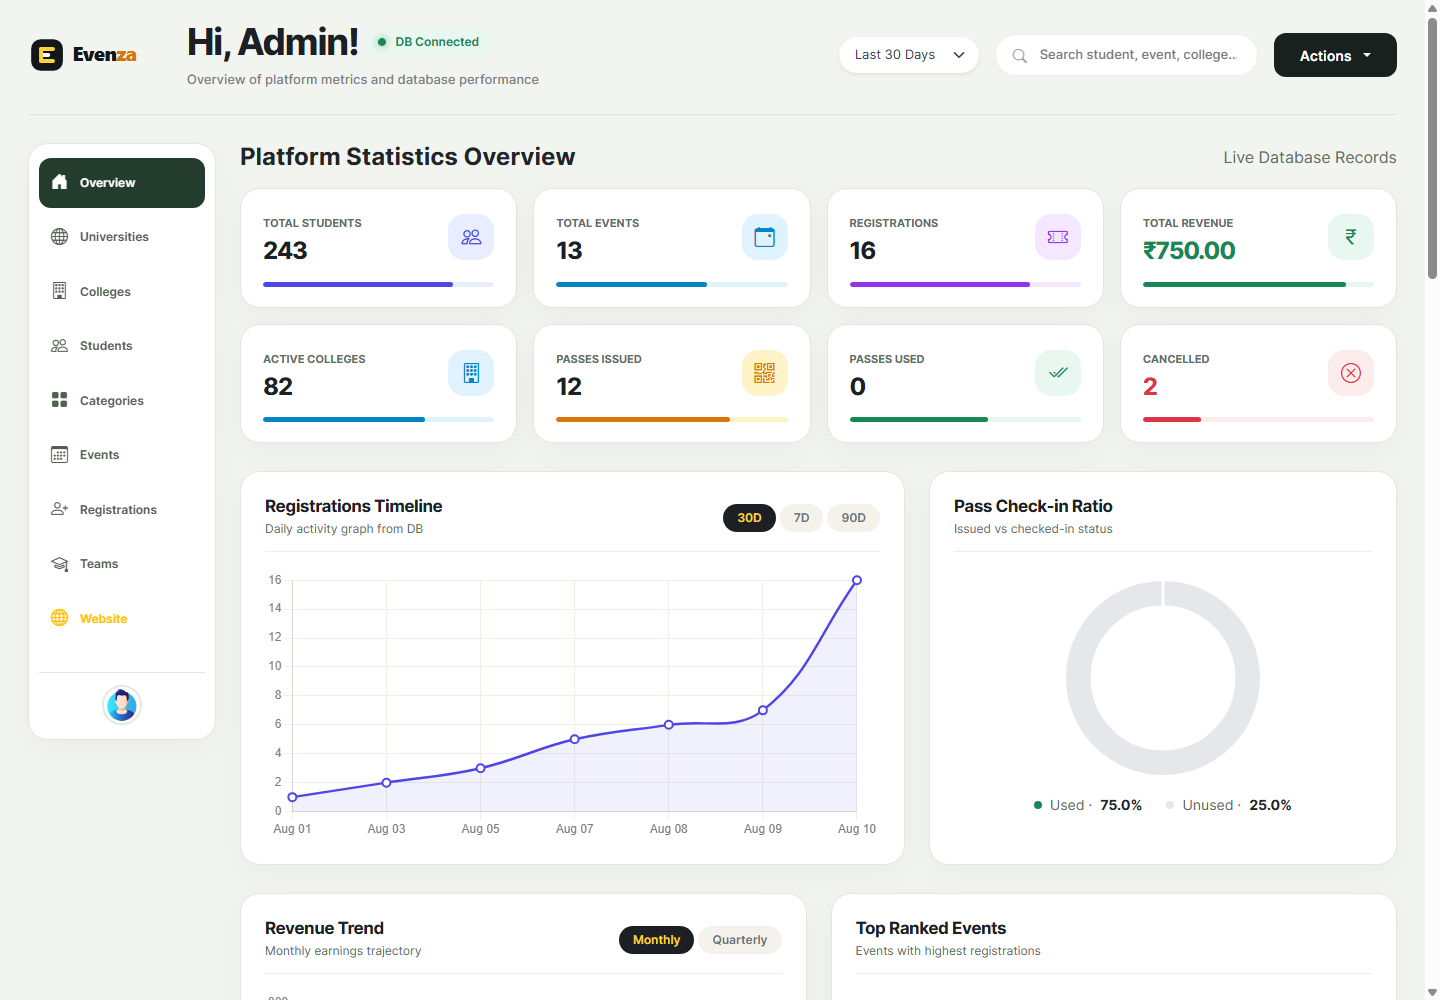 Evenza
Hi, Admin!
DB Connected
Overview of platform metrics and database performance
Last 30 Days
Search student, event, college...
Actions
Overview
Universities
Colleges
Students
Categories
Events
Registrations
Teams
Website
Platform Statistics Overview
Live Database Records
TOTAL STUDENTS
243
TOTAL EVENTS
13
REGISTRATIONS
16
TOTAL REVENUE
₹750.00
ACTIVE COLLEGES
82
PASSES ISSUED
12
PASSES USED
0
CANCELLED
2
Registrations Timeline
Daily activity graph from DB
30D 7D 90D
16
14
12
10
8
6
4
2
0
Aug 01 Aug 03 Aug 05 Aug 07 Aug 08 Aug 09 Aug 10
Pass Check-in Ratio
Issued vs checked-in status
Used · 75.0% Unused · 25.0%
Revenue Trend
Monthly earnings trajectory
Monthly Quarterly
Top Ranked Events
Events with highest registrations